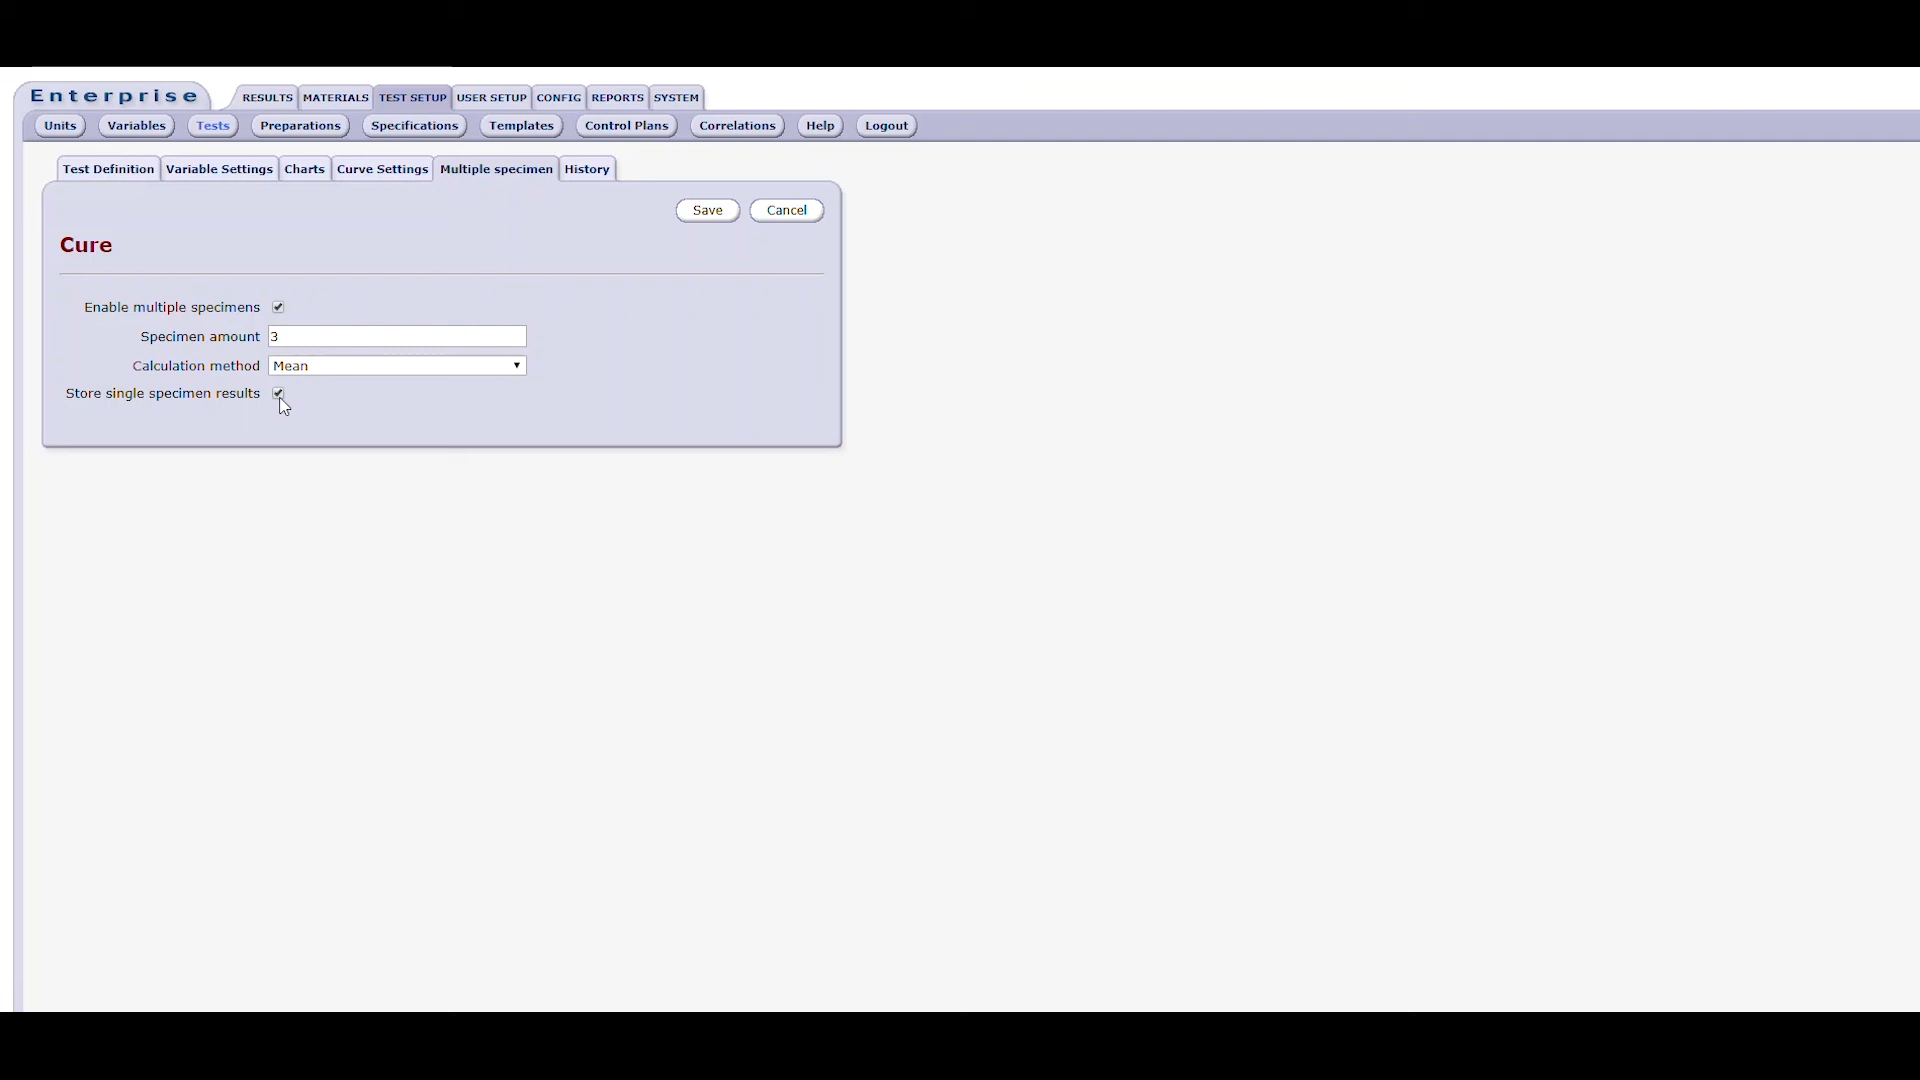 Enterprise RESULTS MATERIALS TEST SETUP USER SETUP CONFIG REPORTS SYSTEM
Units Variables Tests Preparations Specifications Templates Control Plans Correlations Help Logout
Test Definition Variable Settings Charts Curve Settings Multiple specimen History
Save Cancel
Cure
Enable multiple specimens
Specimen amount 3
Calculation method Mean
Store single specimen results